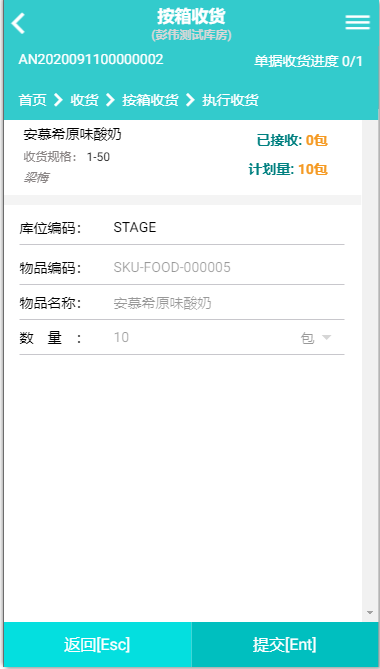 按箱收货
(彭伟测试库房)
AN2020091100000002 单据收货进度 0/1
首页 收货 按箱收货 执行收货
安慕希原味酸奶
已接收: 0包
收货规格: 1-50
计划量: 10包
梁梅
库位编码: STAGE
物品编码: SKU-FOOD-000005
物品名称: 安慕希原味酸奶
数 量 : 10 包
返回[Esc] 提交[Ent]